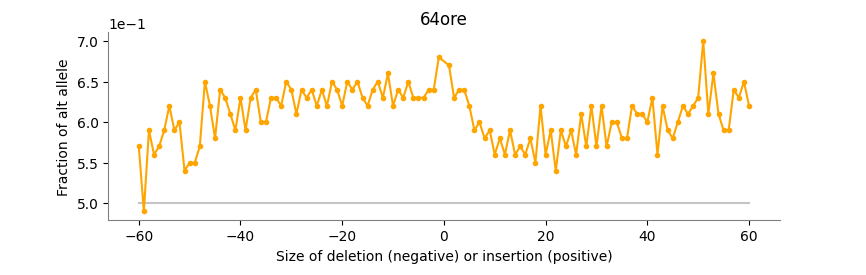 64ore
1e−1
7.0
6.5
6.0
5.5
5.0
Fraction of alt allele
−60 −40 −20 0 20 40 60
Size of deletion (negative) or insertion (positive)